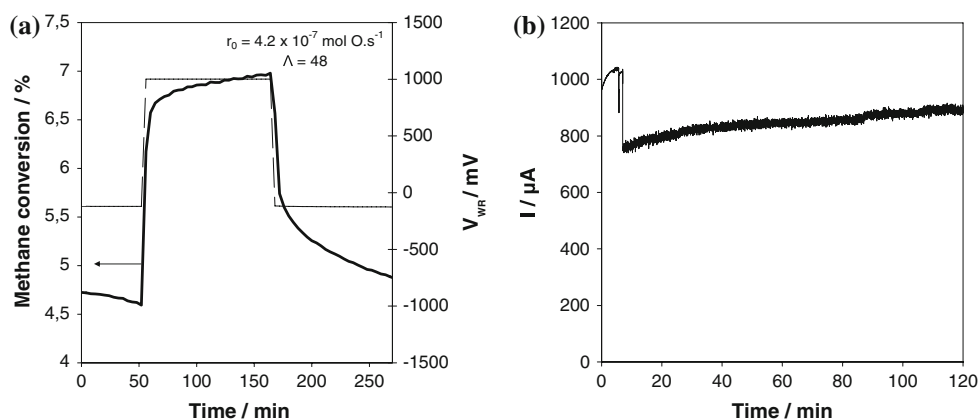 (a)
r₀ = 4.2 x 10⁻⁷ mol O.s⁻¹
Λ = 48
Methane conversion / %
7,5
7
6,5
6
5,5
5
4,5
4
1500
1000
500
0
-500
-1000
-1500
V_WR / mV
0 50 100 150 200 250
Time / min
(b)
I / µA
1200
1000
800
600
400
200
0
0 20 40 60 80 100 120
Time / min